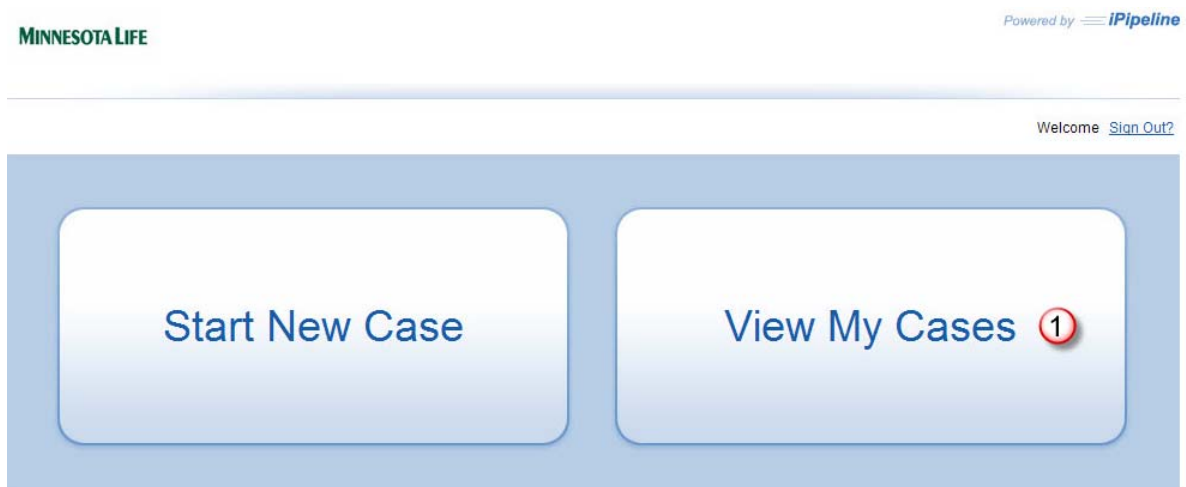 Powered by iPipeline
MINNESOTA LIFE
Welcome Sign Out?
Start New Case
View My Cases 1